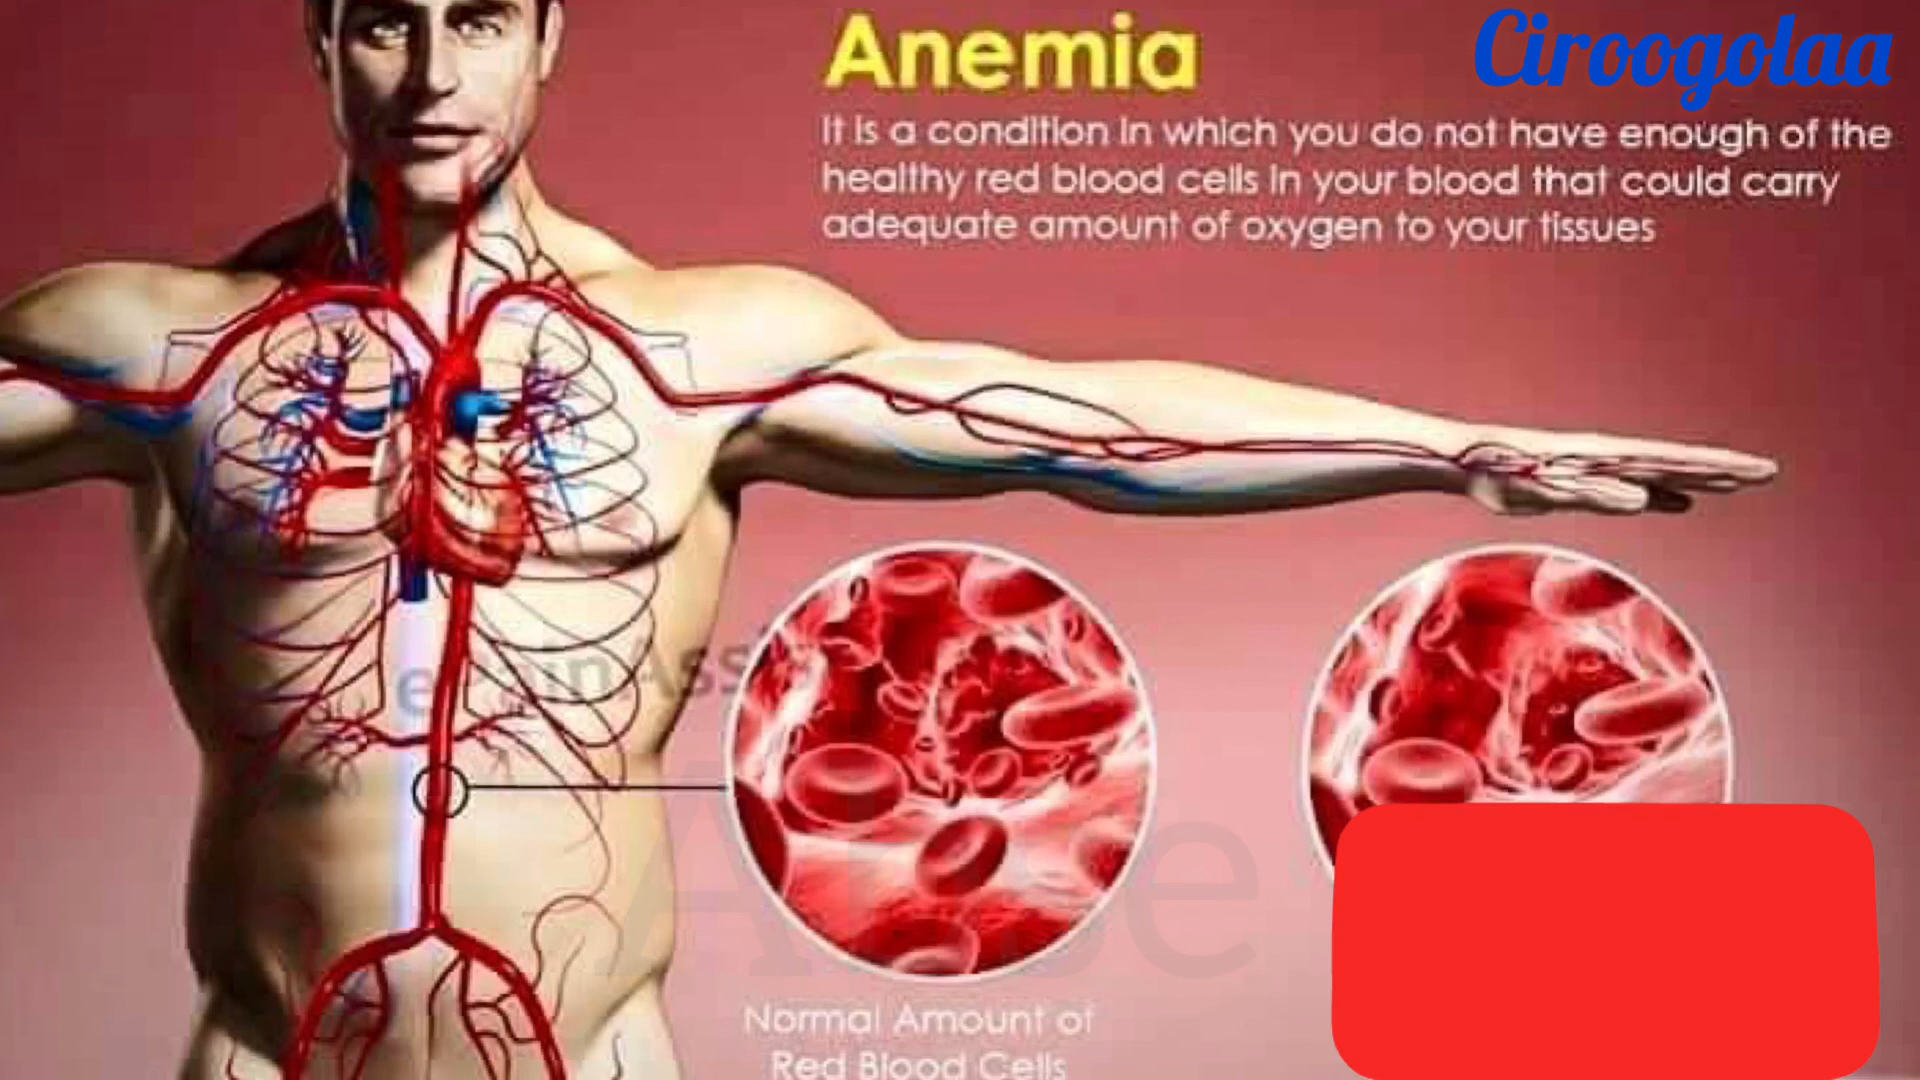 Anemia
Ciroogolaa
It is a condition in which you do not have enough of the
healthy red blood cells in your blood that could carry
adequate amount of oxygen to your tissues
Normal Amount of
Red Blood Cells